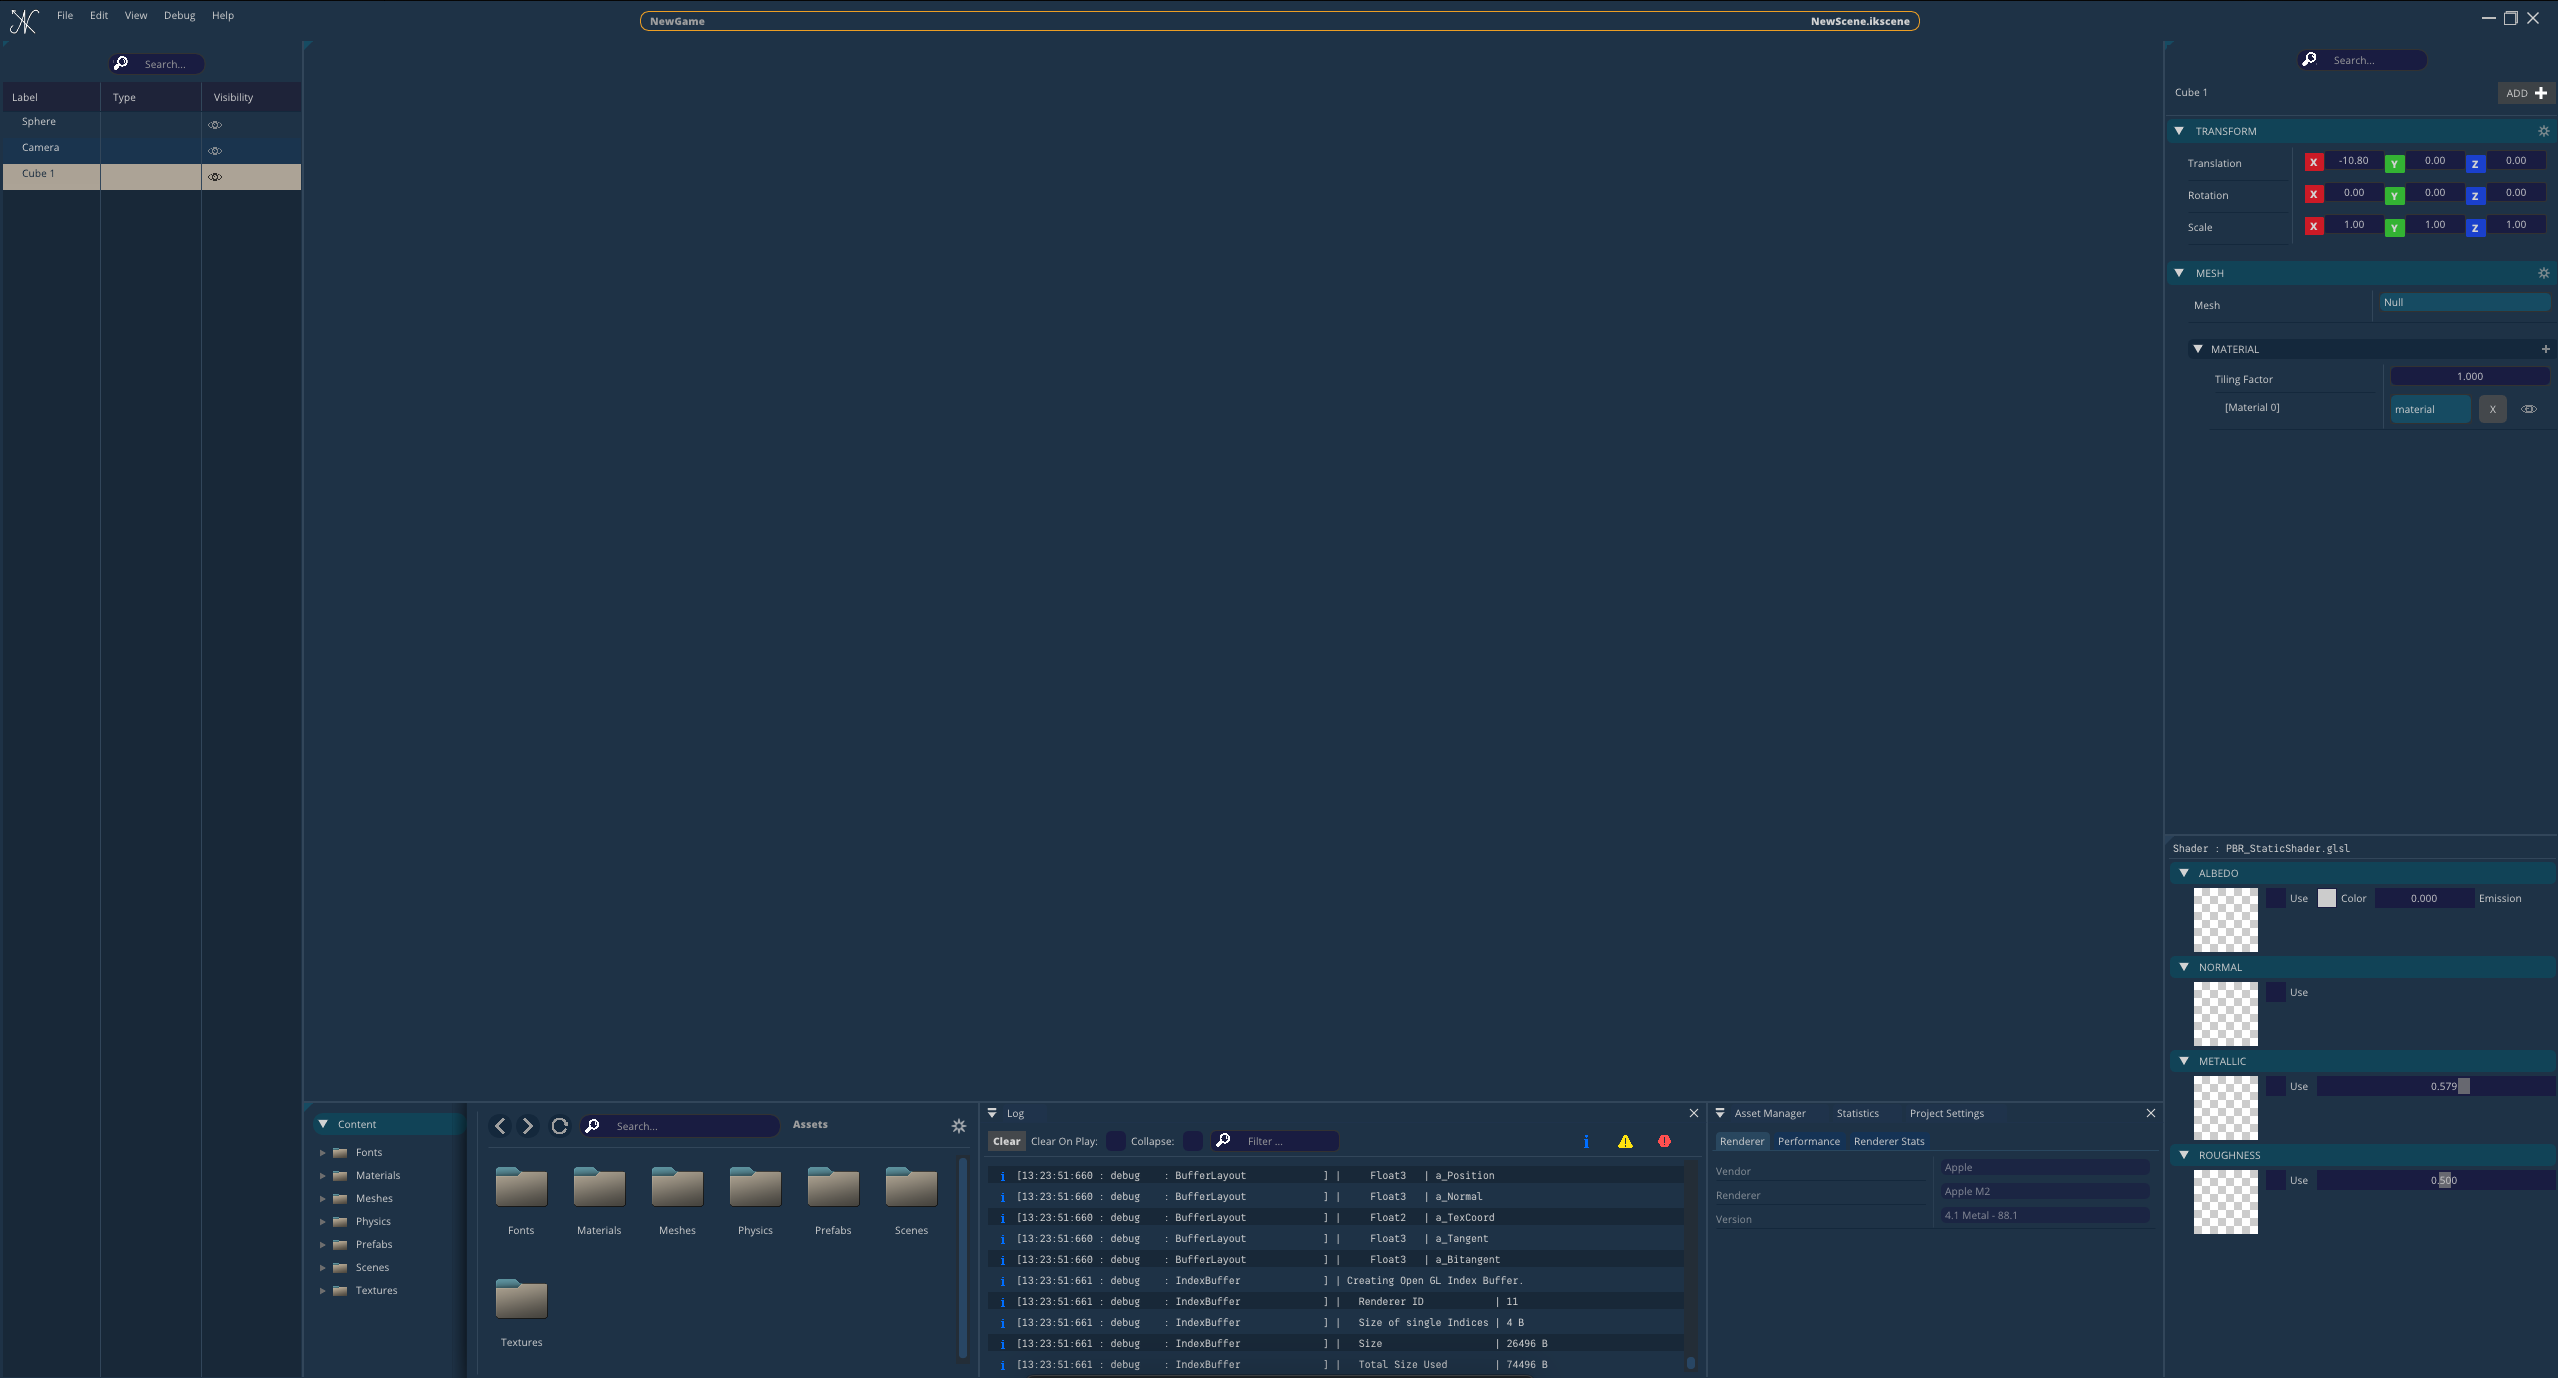 File Edit View Debug Help
NewGame NewScene.ikscene
Search...
Label Type Visibility
Sphere
Camera
Cube 1
Search...
Cube 1 ADD
TRANSFORM
Translation X -10.80 Y 0.00 Z 0.00
Rotation X 0.00 Y 0.00 Z 0.00
Scale X 1.00 Y 1.00 Z 1.00
MESH
Mesh Null
MATERIAL
Tiling Factor 1.000
[Material 0] material X
Shader : PBR_StaticShader.glsl
ALBEDO
Use Color 0.000 Emission
NORMAL
Use
METALLIC
Use 0.579
ROUGHNESS
Use 0.500
Content
Fonts
Materials
Meshes
Physics
Prefabs
Scenes
Textures
Search... Assets
Fonts Materials Meshes Physics Prefabs Scenes
Textures
Log
Clear Clear On Play: Collapse: Filter ...
[13:23:51:660 : debug : BufferLayout ] | Float3 | a_Position
[13:23:51:660 : debug : BufferLayout ] | Float3 | a_Normal
[13:23:51:660 : debug : BufferLayout ] | Float2 | a_TexCoord
[13:23:51:660 : debug : BufferLayout ] | Float3 | a_Tangent
[13:23:51:660 : debug : BufferLayout ] | Float3 | a_Bitangent
[13:23:51:661 : debug : IndexBuffer ] | Creating Open GL Index Buffer.
[13:23:51:661 : debug : IndexBuffer ] | Renderer ID | 11
[13:23:51:661 : debug : IndexBuffer ] | Size of single Indices | 4 B
[13:23:51:661 : debug : IndexBuffer ] | Size | 26496 B
[13:23:51:661 : debug : IndexBuffer ] | Total Size Used | 74496 B
Asset Manager Statistics Project Settings
Renderer Performance Renderer Stats
Vendor Apple
Renderer Apple M2
Version 4.1 Metal - 88.1